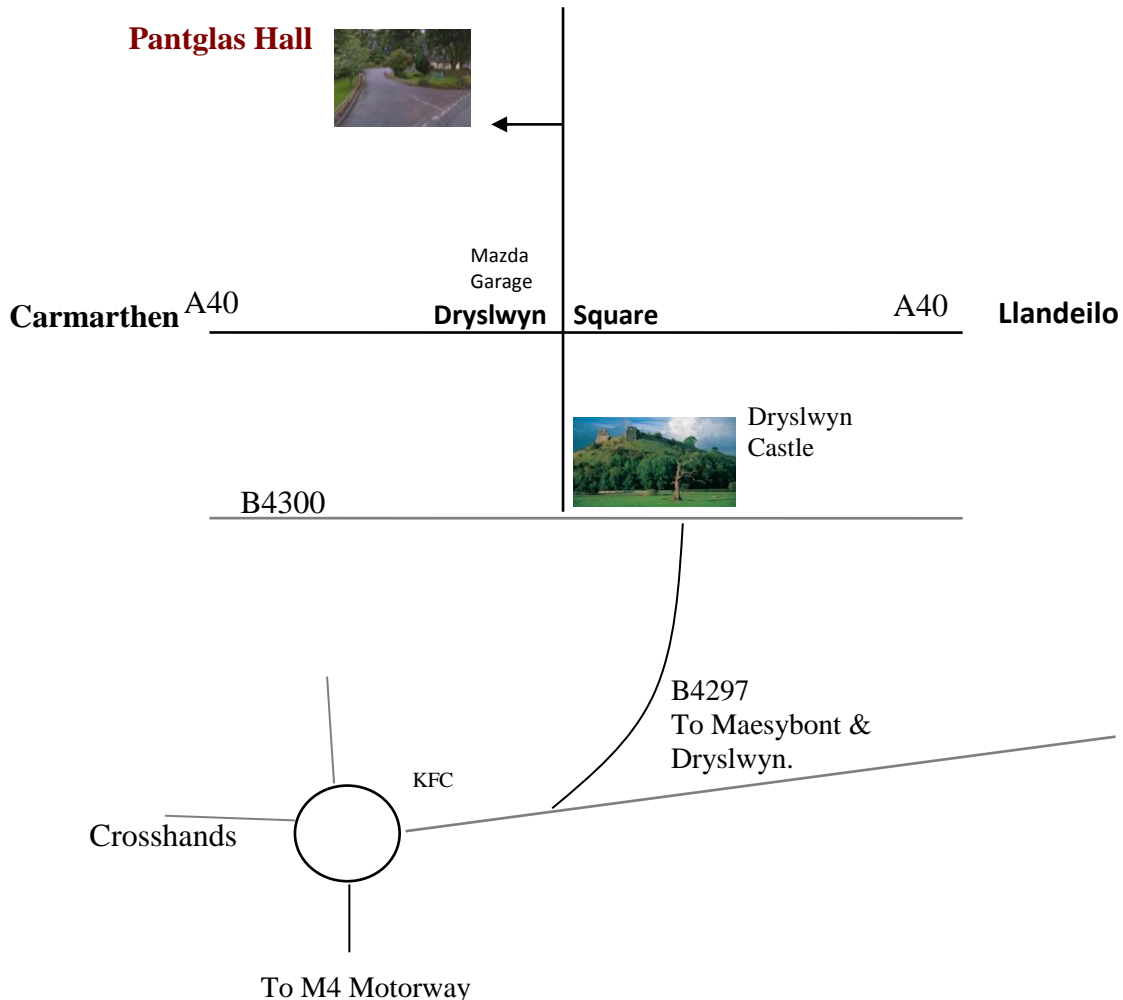 Pantglas Hall
Mazda
Garage
Carmarthen A40
Dryslwyn Square
A40 Llandeilo
Dryslwyn
Castle
B4300
B4297
To Maesybont &
Dryslwyn.
KFC
Crosshands
To M4 Motorway